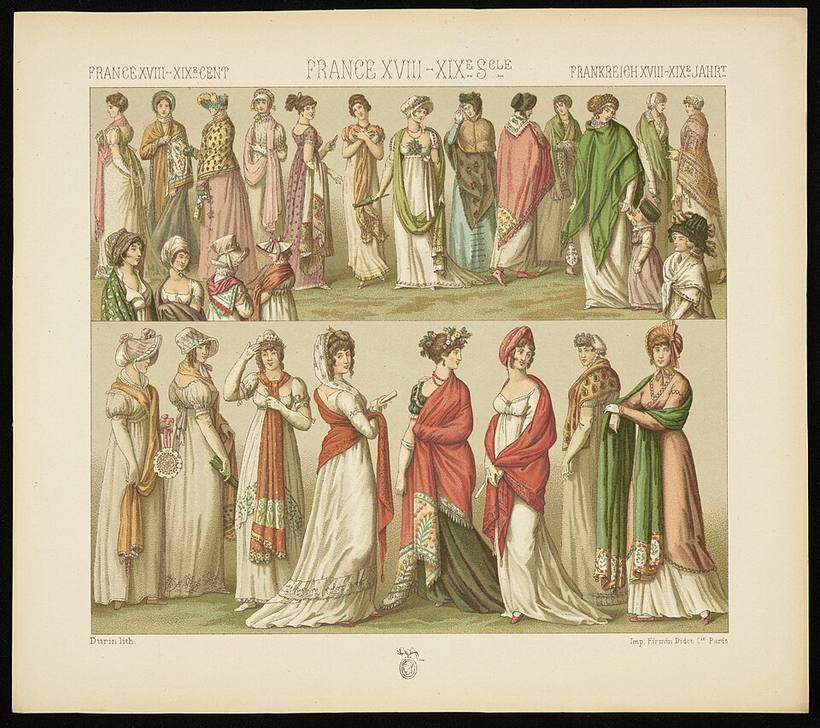 FRANCE XVIII-XIXE CENT
FRANCE XVIII-XIXE SCLE
FRANKREICH XVIII-XIXE JAHRT
Durin lith.
Imp. Firmin Didot Cie Paris